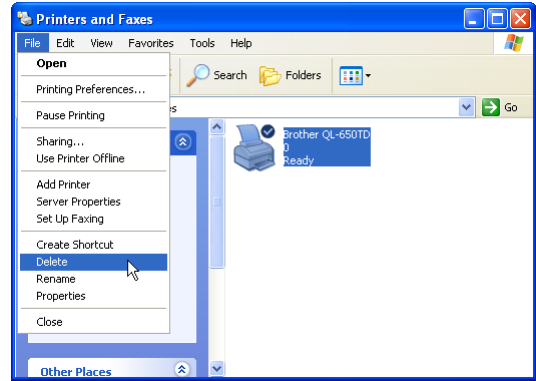 Printers and Faxes
File Edit View Favorites Tools Help
Search Folders
Go
Open
Printing Preferences...
Pause Printing
Sharing...
Use Printer Offline
Add Printer
Server Properties
Set Up Faxing
Create Shortcut
Delete
Rename
Properties
Close
Other Places
Brother QL-650TD
0
Ready